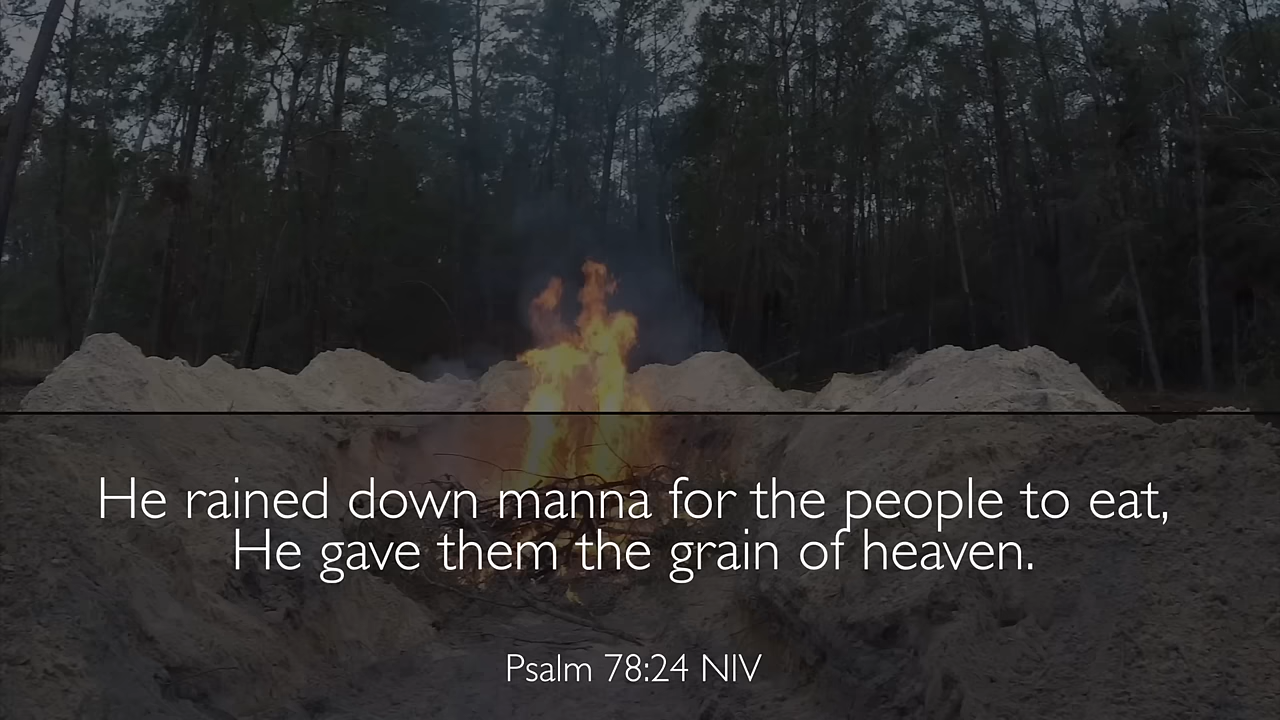 He rained down manna for the people to eat,
He gave them the grain of heaven.
Psalm 78:24 NIV